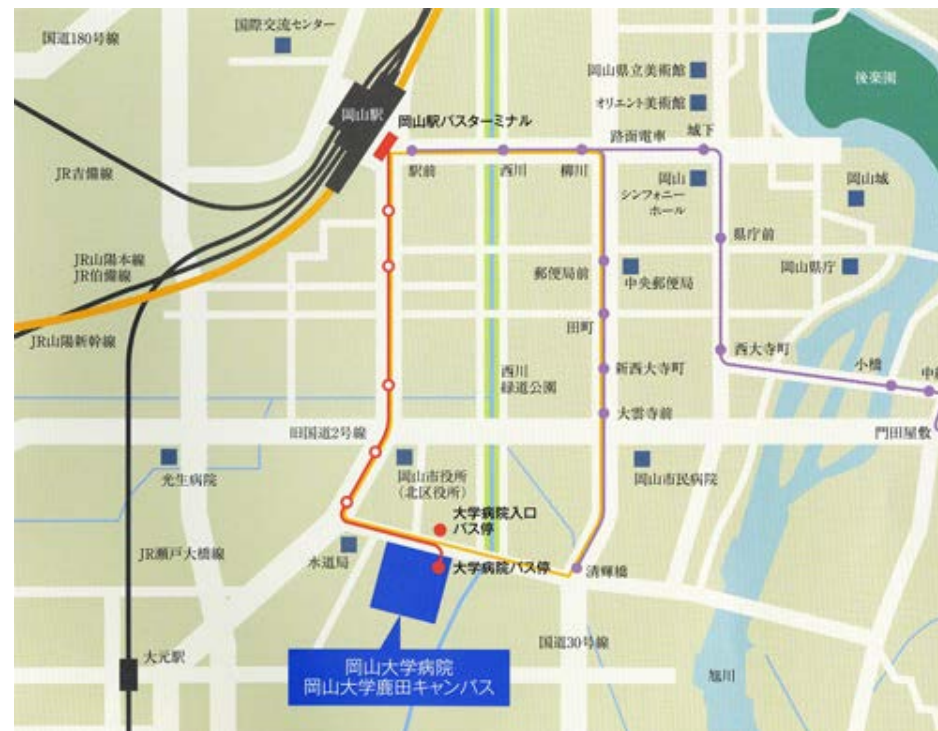 国際交流センター
国道180号線
岡山県立美術館
後楽園
オリエント美術館
岡山駅
岡山駅バスターミナル
路面電車
城下
駅前
西川
柳川
JR吉備線
岡山
シンフォニー
ホール
岡山城
県庁前
JR山陽本線
JR伯備線
郵便局前
中央郵便局
岡山県庁
田町
JR山陽新幹線
西大寺町
新西大寺町
小橋
西川
緑道公園
大雲寺前
旧国道2号線
門田屋敷
光生病院
岡山市役所
(北区役所)
岡山市民病院
大学病院入口
バス停
JR瀬戸大橋線
水道局
大学病院バス停
清輝橋
国道30号線
大元駅
岡山大学病院
岡山大学鹿田キャンパス
旭川